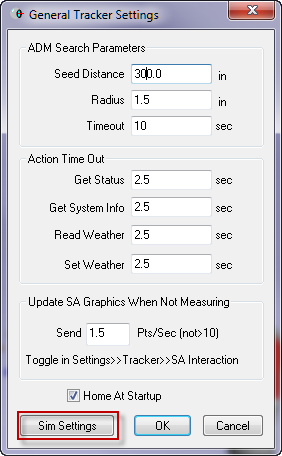 General Tracker Settings
ADM Search Parameters
Seed Distance 300.0 in
Radius 1.5 in
Timeout 10 sec
Action Time Out
Get Status 2.5 sec
Get System Info 2.5 sec
Read Weather 2.5 sec
Set Weather 2.5 sec
Update SA Graphics When Not Measuring
Send 1.5 Pts/Sec (not>10)
Toggle in Settings>>Tracker>>SA Interaction
Home At Startup
Sim Settings OK Cancel